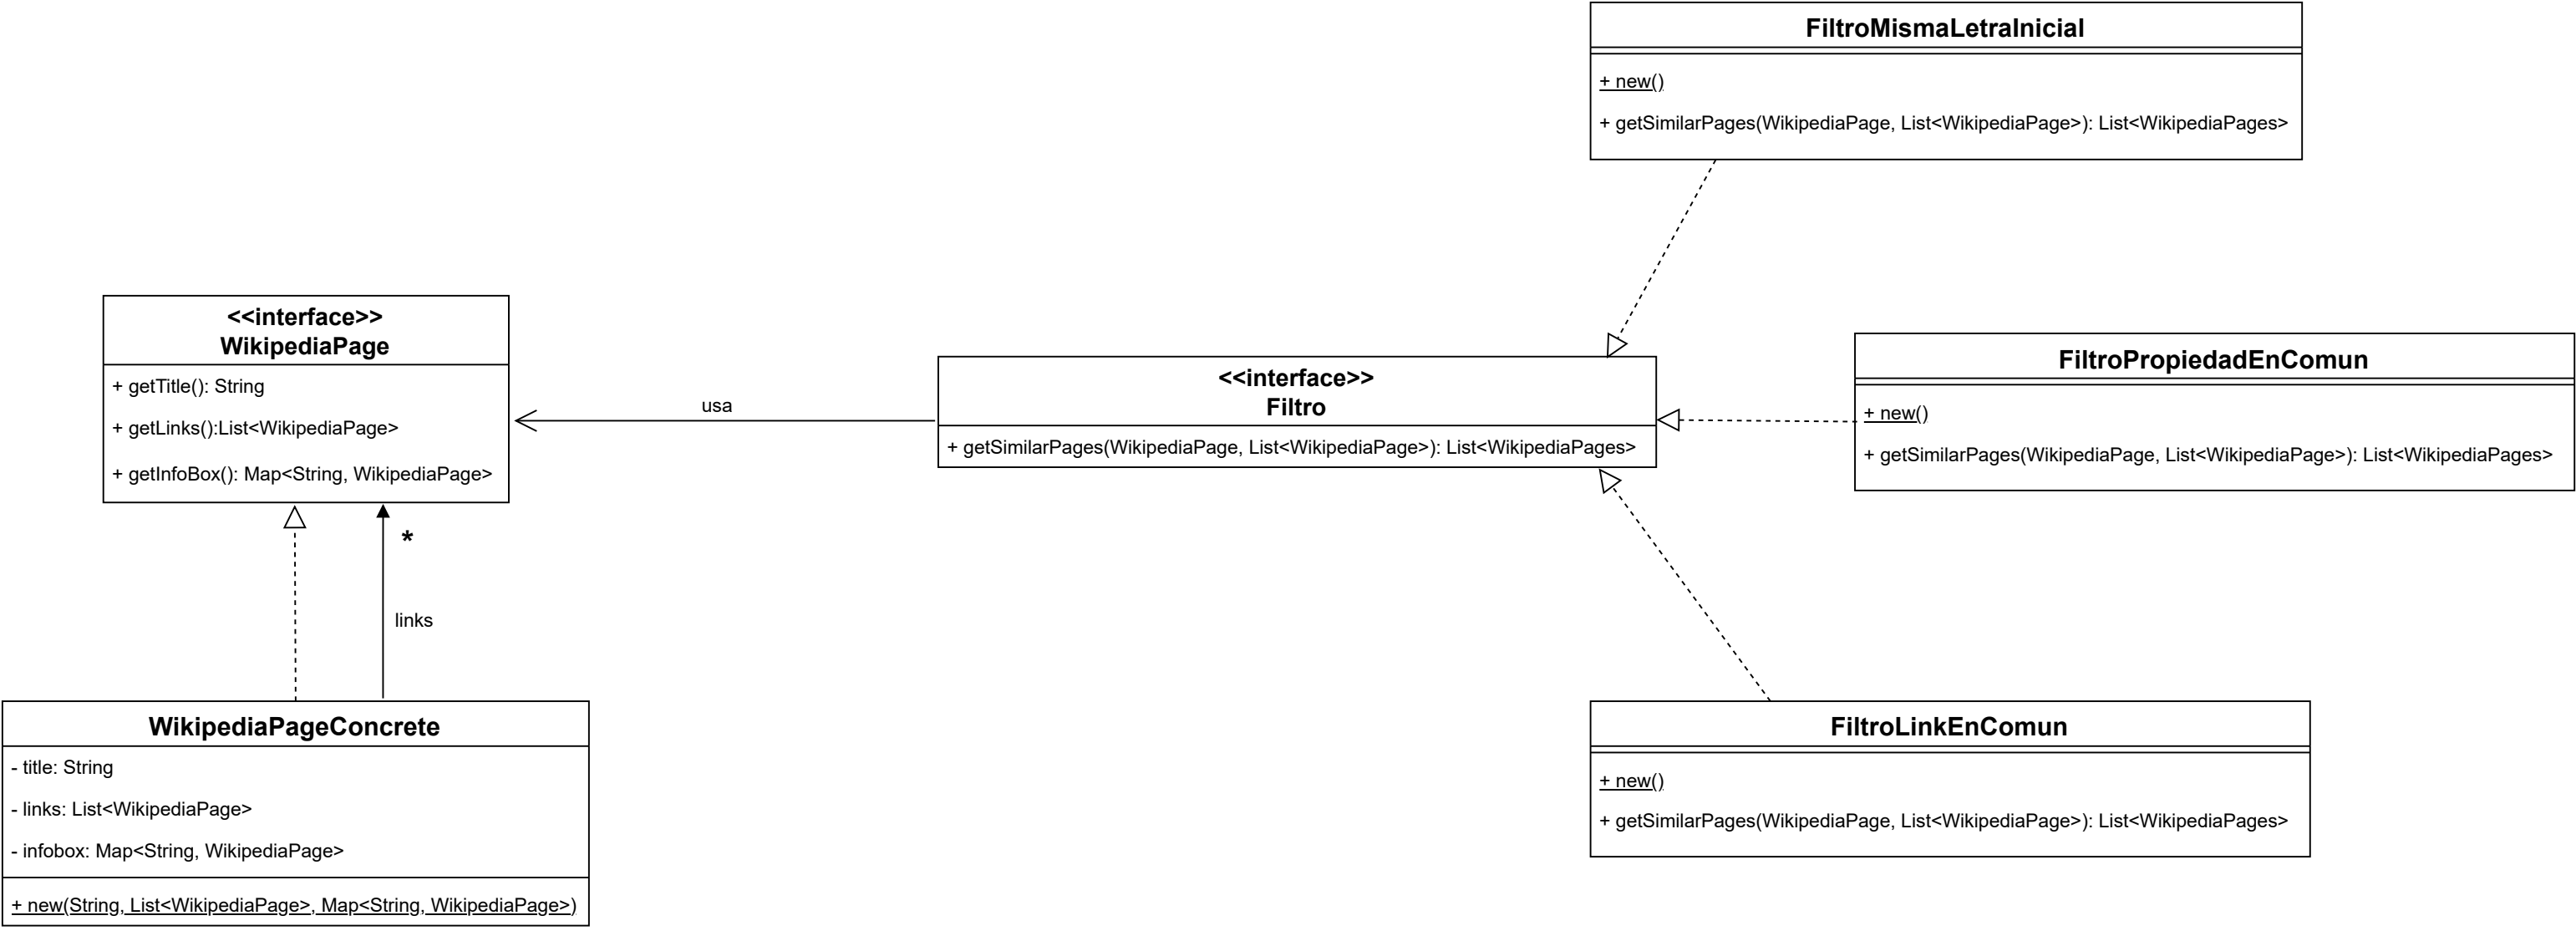 FiltroMismaLetraInicial
+ new()
+ getSimilarPages(WikipediaPage, List<WikipediaPage>): List<WikipediaPages>
<<interface>>
WikipediaPage
+ getTitle(): String
+ getLinks():List<WikipediaPage>
+ getInfoBox(): Map<String, WikipediaPage>
usa
<<interface>>
Filtro
+ getSimilarPages(WikipediaPage, List<WikipediaPage>): List<WikipediaPages>
FiltroPropiedadEnComun
+ new()
+ getSimilarPages(WikipediaPage, List<WikipediaPage>): List<WikipediaPages>
*
links
WikipediaPageConcrete
- title: String
- links: List<WikipediaPage>
- infobox: Map<String, WikipediaPage>
+ new(String, List<WikipediaPage>, Map<String, WikipediaPage>)
FiltroLinkEnComun
+ new()
+ getSimilarPages(WikipediaPage, List<WikipediaPage>): List<WikipediaPages>